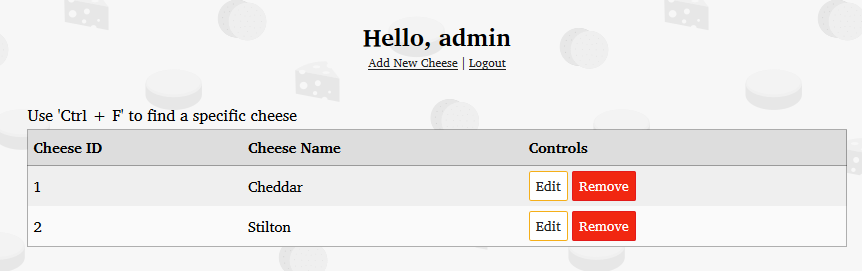 Hello, admin
Add New Cheese | Logout
Use 'Ctrl + F' to find a specific cheese
Cheese ID Cheese Name Controls
1 Cheddar Edit Remove
2 Stilton Edit Remove